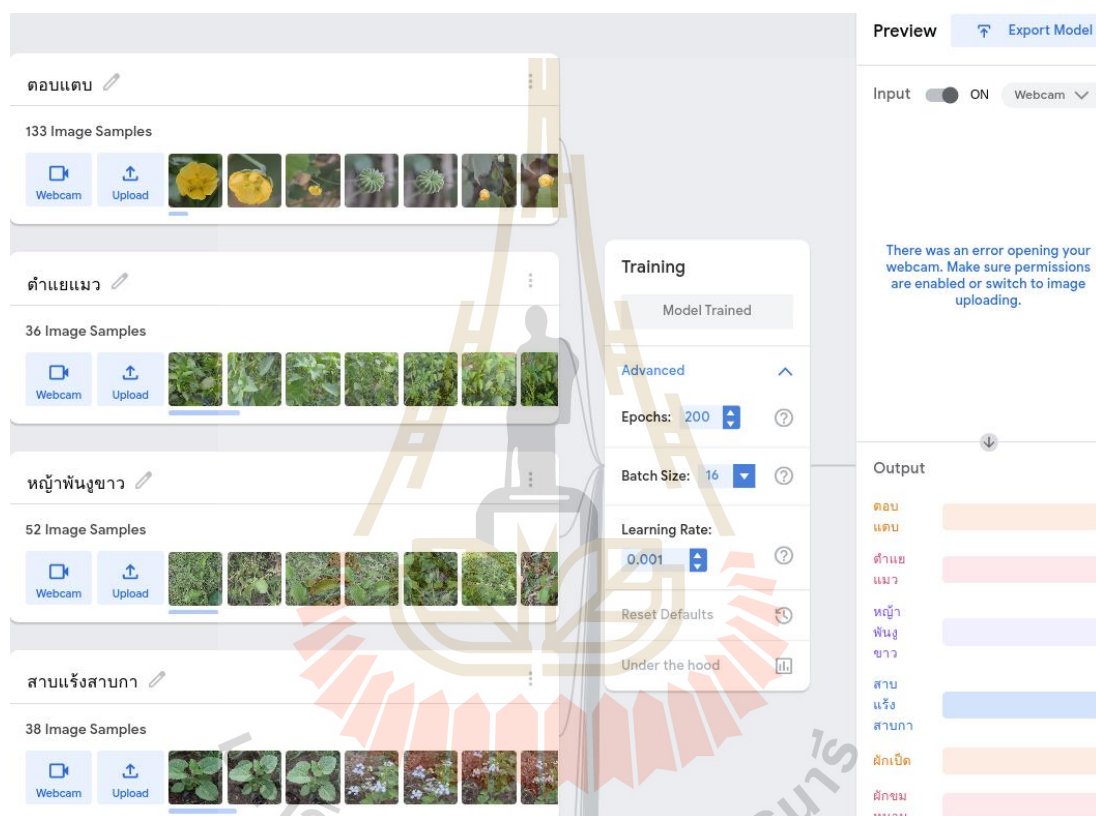 ตอบแตบ
133 Image Samples
Webcam
Upload
ตำแยแมว
36 Image Samples
Webcam
Upload
หญ้าพันงูขาว
52 Image Samples
Webcam
Upload
สาบแร้งสาบกา
38 Image Samples
Webcam
Upload
Training
Model Trained
Advanced
Epochs: 200
Batch Size: 16
Learning Rate:
0.001
Reset Defaults
Under the hood
Preview
Export Model
Input ON Webcam
There was an error opening your
webcam. Make sure permissions
are enabled or switch to image
uploading.
Output
ตอบ
แตบ
ตำแย
แมว
หญ้า
พันงู
ขาว
สาบ
แร้ง
สาบกา
ผักเป็ด
ผักขม